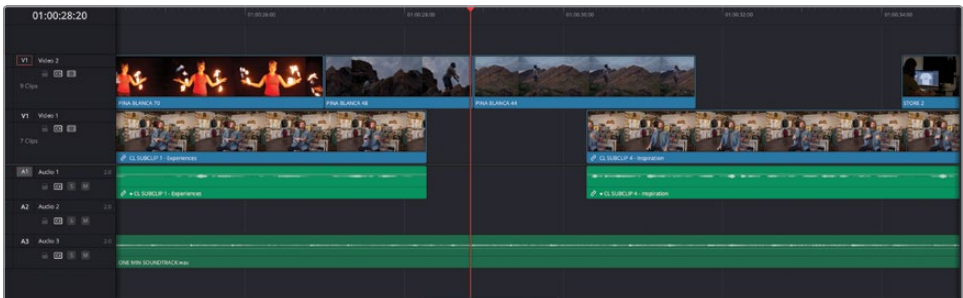 01:00:28:20
01:00:26:00
01:00:28:00
01:00:30:00
01:00:32:00
01:00:34:00
V1 Video 2
9 Clips
PINA BLANCA 70
PINA BLANCA 48
PINA BLANCA 44
STORE 2
V1 Video 1
7 Clips
CL SUBCLIP 1 - Experiences
CL SUBCLIP 4 - Inspiration
A1 Audio 1 2.0
S M
• CL SUBCLIP 1 - Experiences
• CL SUBCLIP 4 - Inspiration
A2 Audio 2 2.0
S M
A3 Audio 3 2.0
S M
ONE MIN SOUNDTRACK.wav